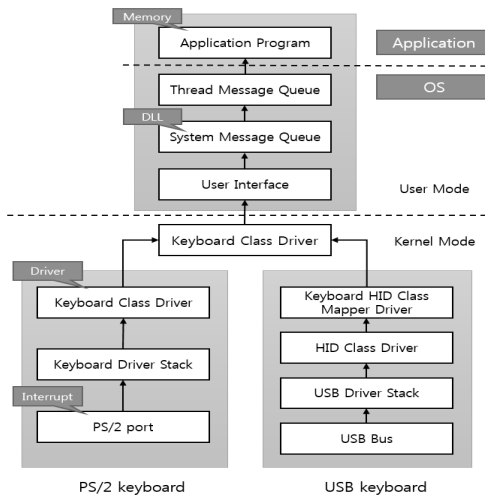 Memory
Application Program
Application
Thread Message Queue
OS
DLL
System Message Queue
User Interface
User Mode
Keyboard Class Driver
Kernel Mode
Driver
Keyboard Class Driver
Keyboard Driver Stack
Interrupt
PS/2 port
Keyboard HID Class
Mapper Driver
HID Class Driver
USB Driver Stack
USB Bus
PS/2 keyboard
USB keyboard